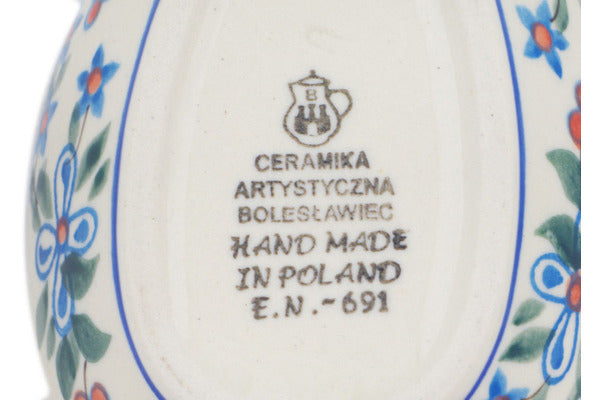 B
CERAMIKA
ARTYSTYCZNA
BOLESŁAWIEC
HAND MADE
IN POLAND
E.N.-691